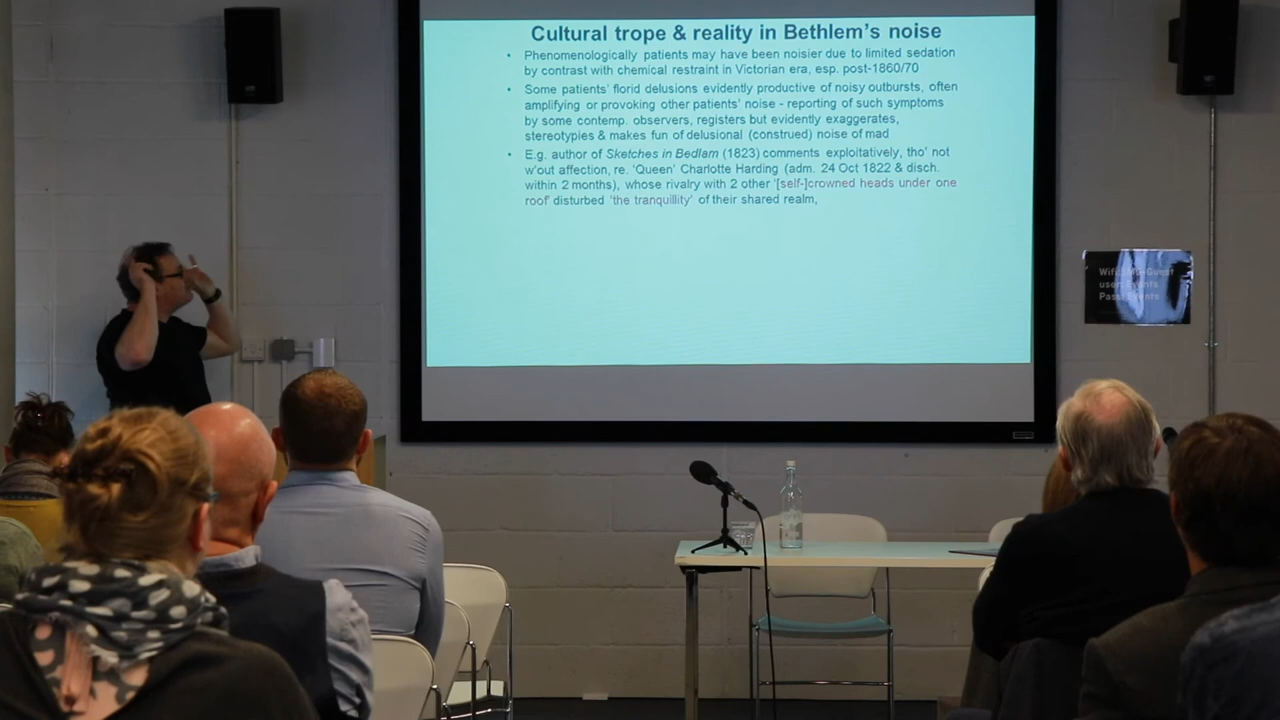 Cultural trope & reality in Bethlem's noise
• Phenomenologically patients may have been noisier due to limited sedation
by contrast with chemical restraint in Victorian era, esp. post-1860/70
• Some patients' florid delusions evidently productive of noisy outbursts, often
amplifying or provoking other patients' noise - reporting of such symptoms
by some contemp. observers, registers but evidently exaggerates,
stereotypies & makes fun of delusional (construed) noise of mad
• E.g. author of Sketches in Bedlam (1823) comments exploitatively, tho' not
w'out affection, re. 'Queen' Charlotte Harding (adm. 24 Oct 1822 & disch.
within 2 months), whose rivalry with 2 other '[self-]crowned heads under one
roof' disturbed 'the tranquillity' of their shared realm,
Guest